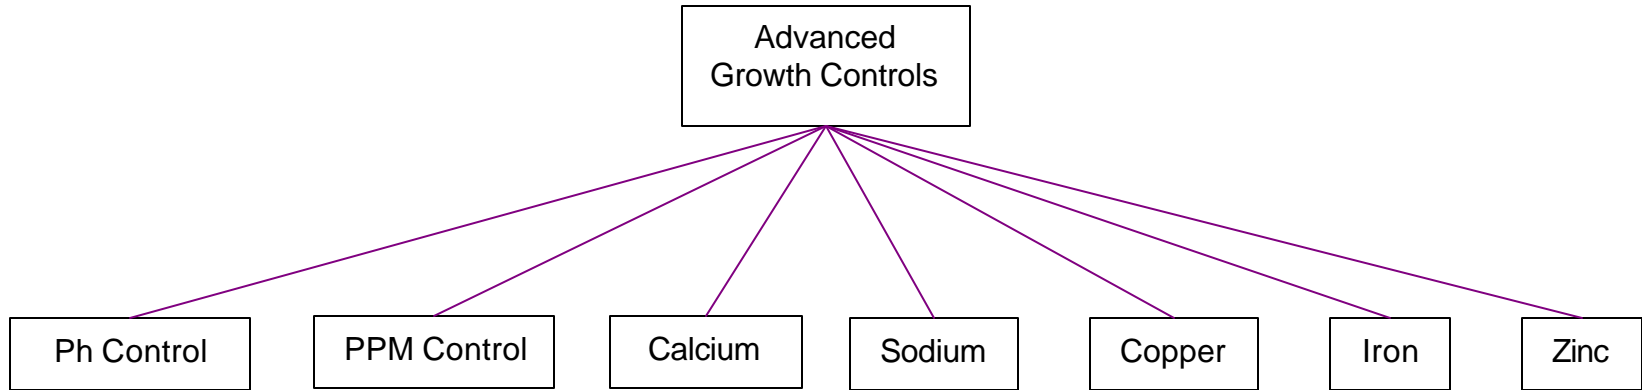 Advanced
Growth Controls
Ph Control
PPM Control
Calcium
Sodium
Copper
Iron
Zinc